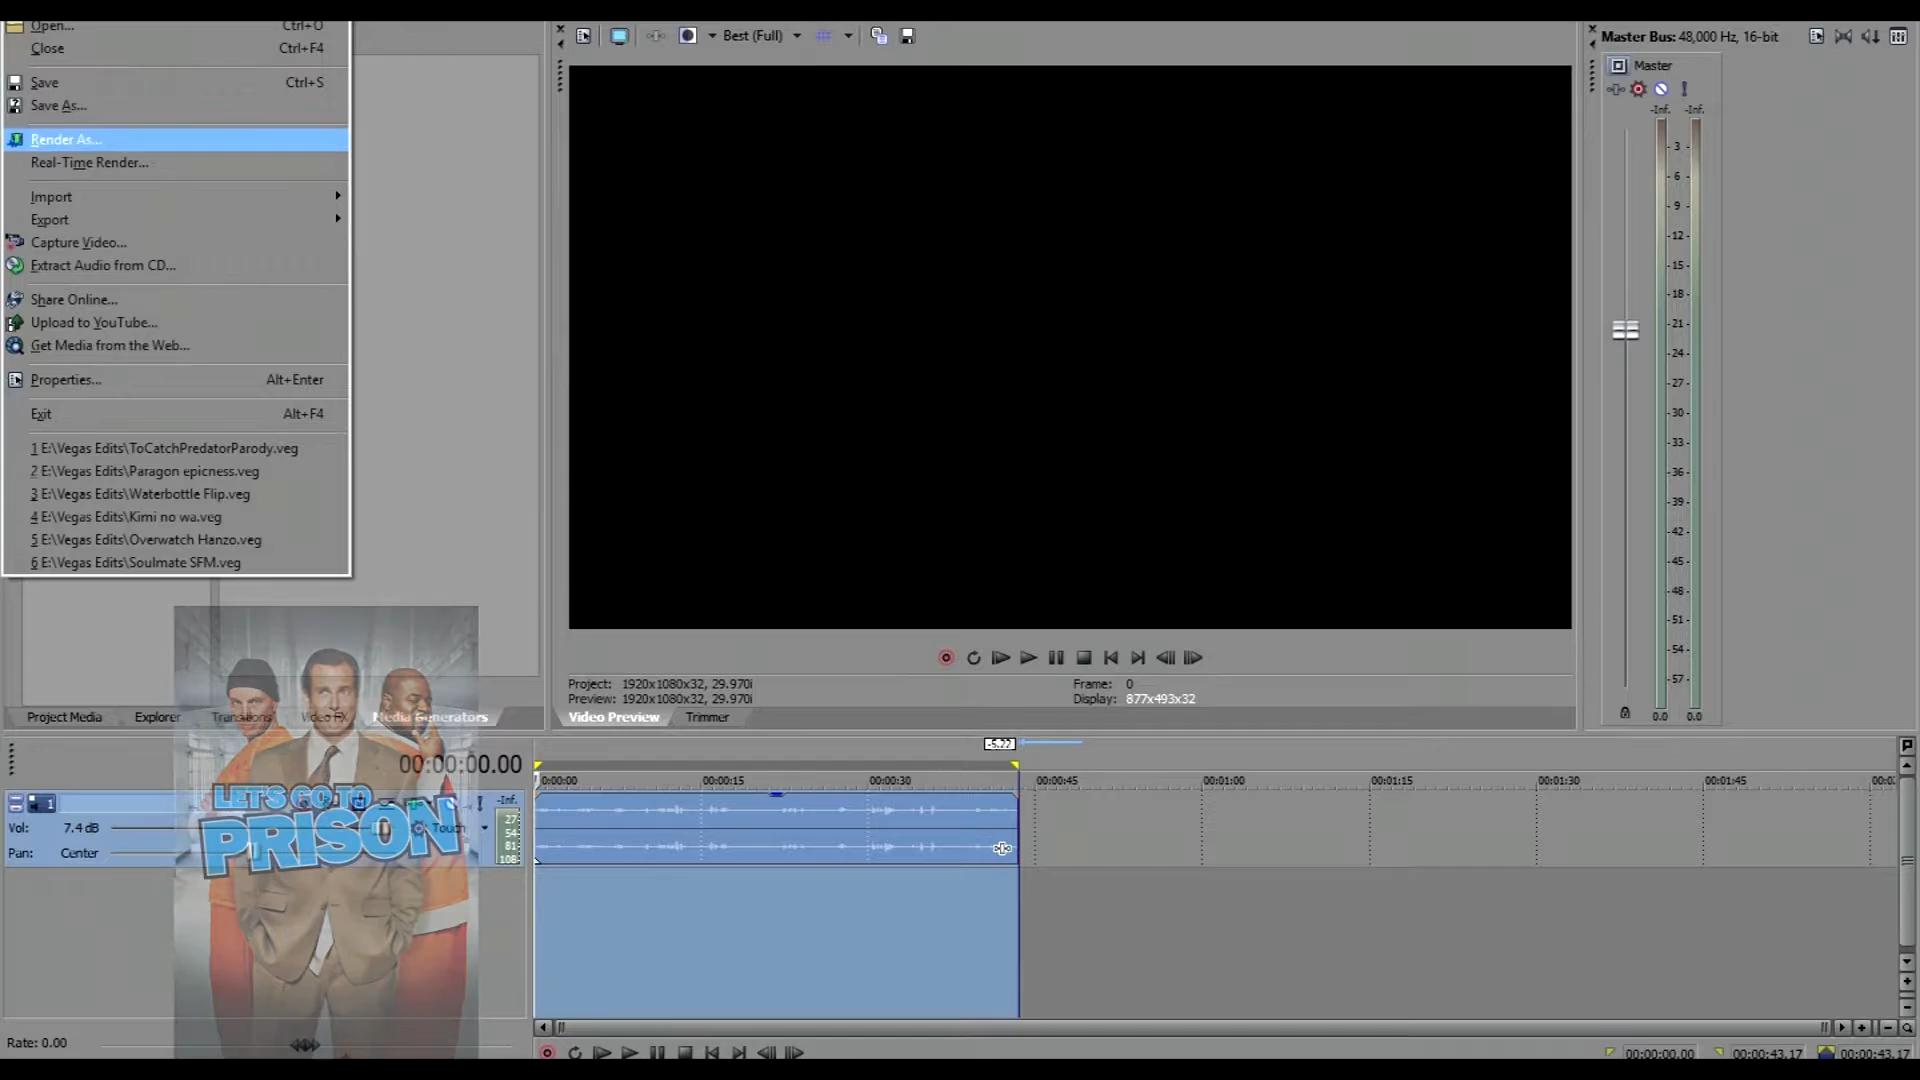 Open... Ctrl+O
Close Ctrl+F4
Save Ctrl+S
Save As...
Render As...
Real-Time Render...
Import
Export
Capture Video...
Extract Audio from CD...
Share Online...
Upload to YouTube...
Get Media from the Web...
Properties... Alt+Enter
Exit Alt+F4
1 E:\Vegas Edits\ToCatchPredatorParody.veg
2 E:\Vegas Edits\Paragon epicness.veg
3 E:\Vegas Edits\Waterbottle Flip.veg
4 E:\Vegas Edits\Kimi no wa.veg
5 E:\Vegas Edits\Overwatch Hanzo.veg
6 E:\Vegas Edits\Soulmate SFM.veg
Best (Full)
Master Bus: 48,000 Hz, 16-bit
Master
-Inf. -Inf.
3
6
9
12
15
18
21
24
27
30
33
36
39
42
45
48
51
54
57
0.0 0.0
Project: 1920x1080x32, 29.970i
Preview: 1920x1080x32, 29.970i
Frame: 0
Display: 877x493x32
Project Media Explorer Transitions Video FX Media Generators
Video Preview Trimmer
00:00:00.00
-5.22
0:00:00 00:00:15 00:00:30 00:00:45 00:01:00 00:01:15 00:01:30 00:01:45 00:0
1
-Inf.
Vol: 7.4 dB Touch
Pan: Center
27
54
81
108
LET'S GO TO
PRISON
Rate: 0.00
00:00:00.00 00:00:43.17 00:00:43.17